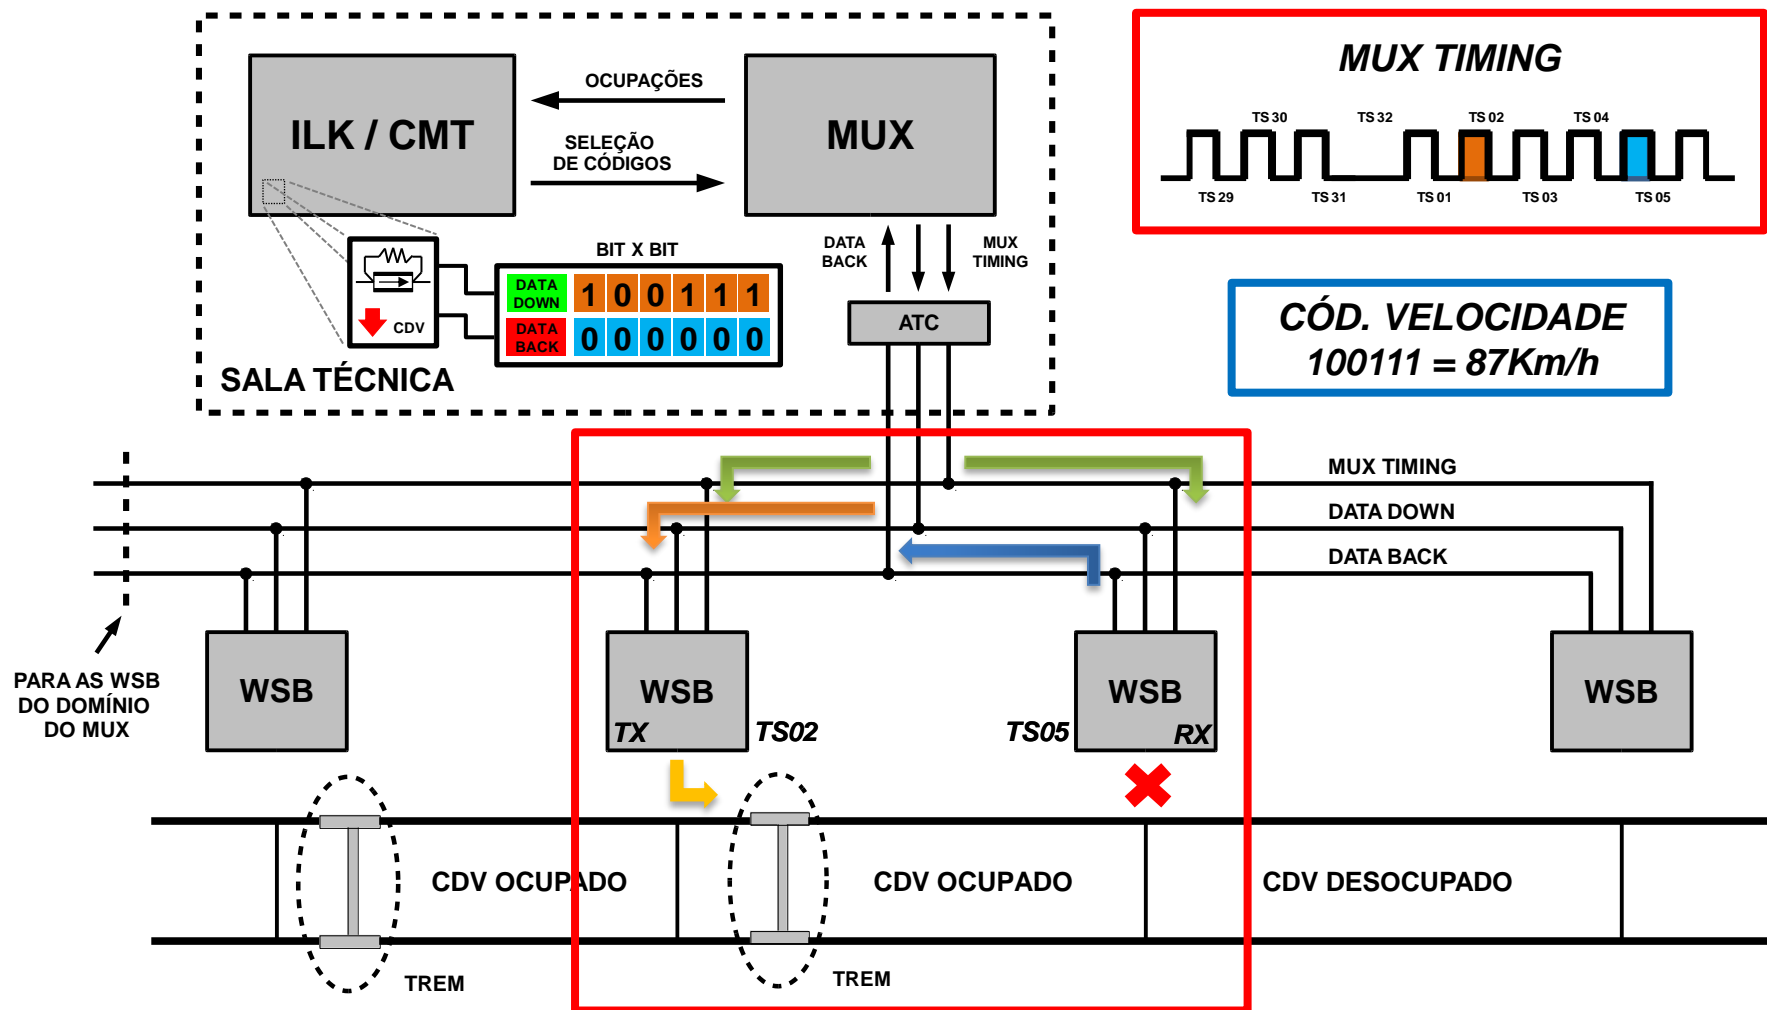 MUX TIMING
TS 30
TS 32
TS 02
TS 04
TS 29
TS 31
TS 01
TS 03
TS 05
ILK / CMT
OCUPAÇÕES
SELEÇÃO
DE CÓDIGOS
MUX
DATA
BACK
MUX
TIMING
ATC
BIT X BIT
DATA
DOWN
1 0 0 1 1 1
DATA
BACK
0 0 0 0 0 0
CDV
SALA TÉCNICA
CÓD. VELOCIDADE
100111 = 87Km/h
MUX TIMING
DATA DOWN
DATA BACK
PARA AS WSB
DO DOMÍNIO
DO MUX
WSB
WSB
TX
TS02
TS05
WSB
RX
WSB
CDV OCUPADO
CDV OCUPADO
CDV DESOCUPADO
TREM
TREM